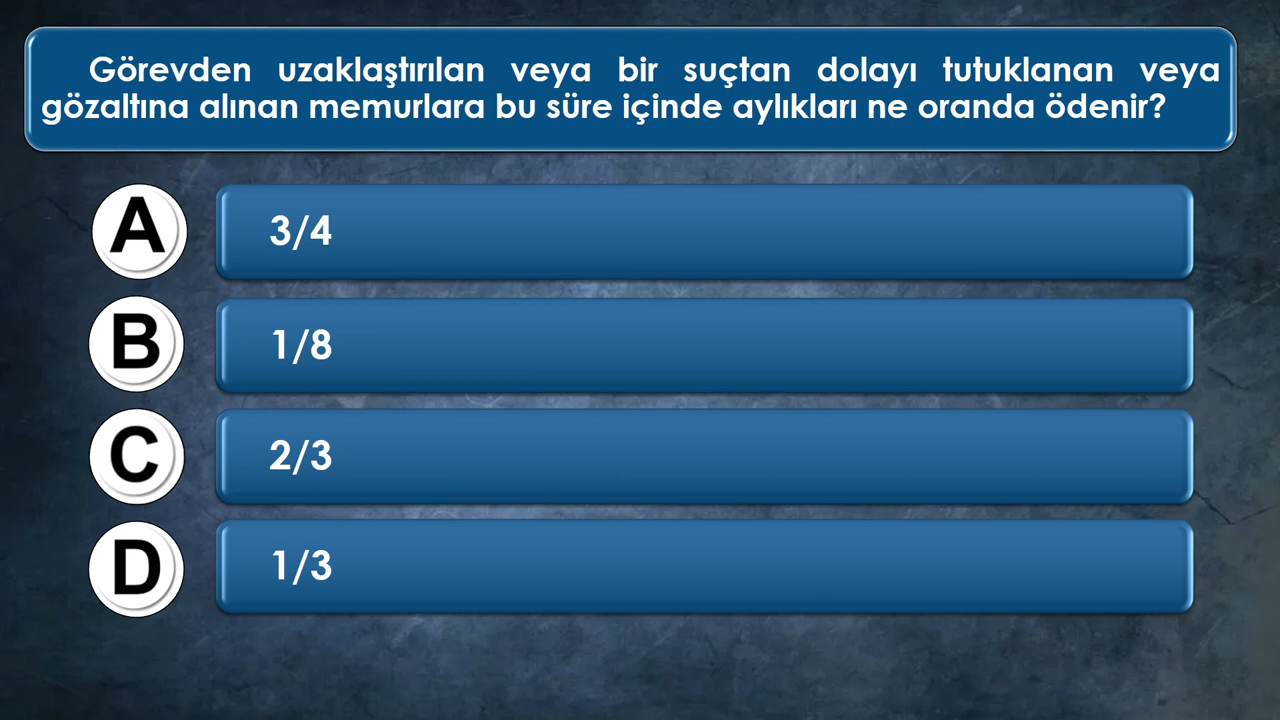 Görevden uzaklaştırılan veya bir suçtan dolayı tutuklanan veya
gözaltına alınan memurlara bu süre içinde aylıkları ne oranda ödenir?
A 3/4
B 1/8
C 2/3
D 1/3